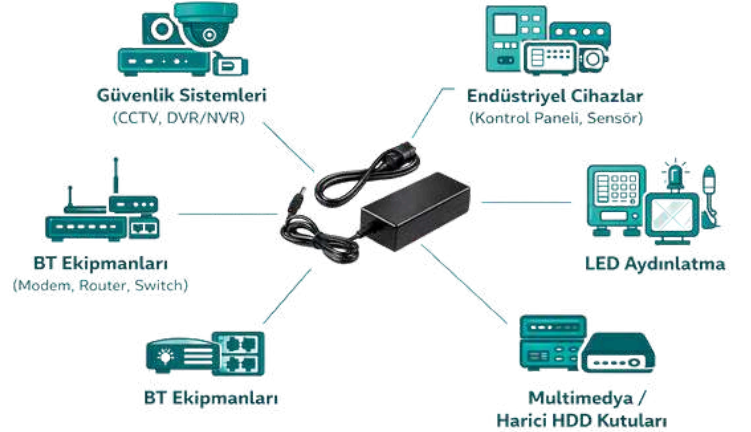 Güvenlik Sistemleri
(CCTV, DVR/NVR)
Endüstriyel Cihazlar
(Kontrol Paneli, Sensör)
BT Ekipmanları
(Modem, Router, Switch)
LED Aydınlatma
BT Ekipmanları
Multimedya /
Harici HDD Kutuları